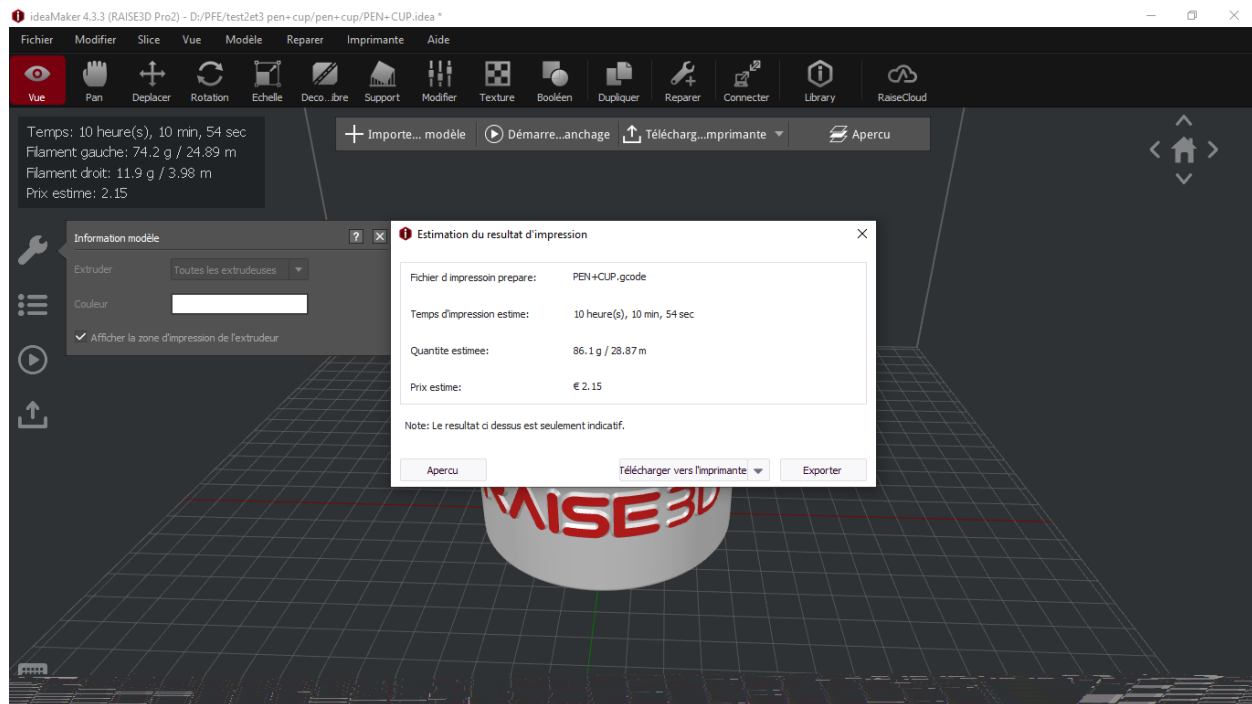 ideaMaker 4.3.3 (RAISE3D Pro2) - D:/PFE/test2et3 pen+cup/pen+cup/PEN+CUP.idea *
Fichier Modifier Slice Vue Modèle Reparer Imprimante Aide
Vue Pan Deplacer Rotation Echelle Deco...ibre Support Modifier Texture Booléen Dupliquer Reparer Connecter Library RaiseCloud
Temps: 10 heure(s), 10 min, 54 sec
Filament gauche: 74.2 g / 24.89 m
Filament droit: 11.9 g / 3.98 m
Prix estime: 2.15
Importe... modèle Démarre...anchage Télécharg...mprimante Apercu
Information modèle ?
Extruder Toutes les extrudeuses
Couleur
Afficher la zone d'impression de l'extrudeur
Estimation du resultat d'impression
Fichier d impressoin prepare: PEN+CUP.gcode
Temps d'impression estime: 10 heure(s), 10 min, 54 sec
Quantite estimee: 86.1 g / 28.87 m
Prix estime: € 2.15
Note: Le resultat ci dessus est seulement indicatif.
Apercu Télécharger vers l'imprimante Exporter
RAISE3D